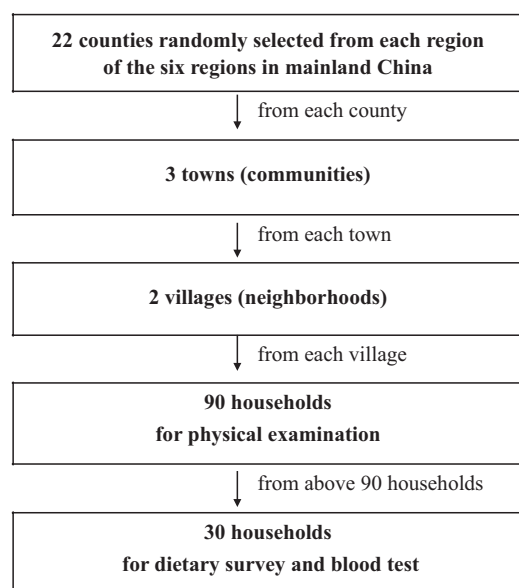 22 counties randomly selected from each region
of the six regions in mainland China
from each county
3 towns (communities)
from each town
2 villages (neighborhoods)
from each village
90 households
for physical examination
from above 90 households
30 households
for dietary survey and blood test